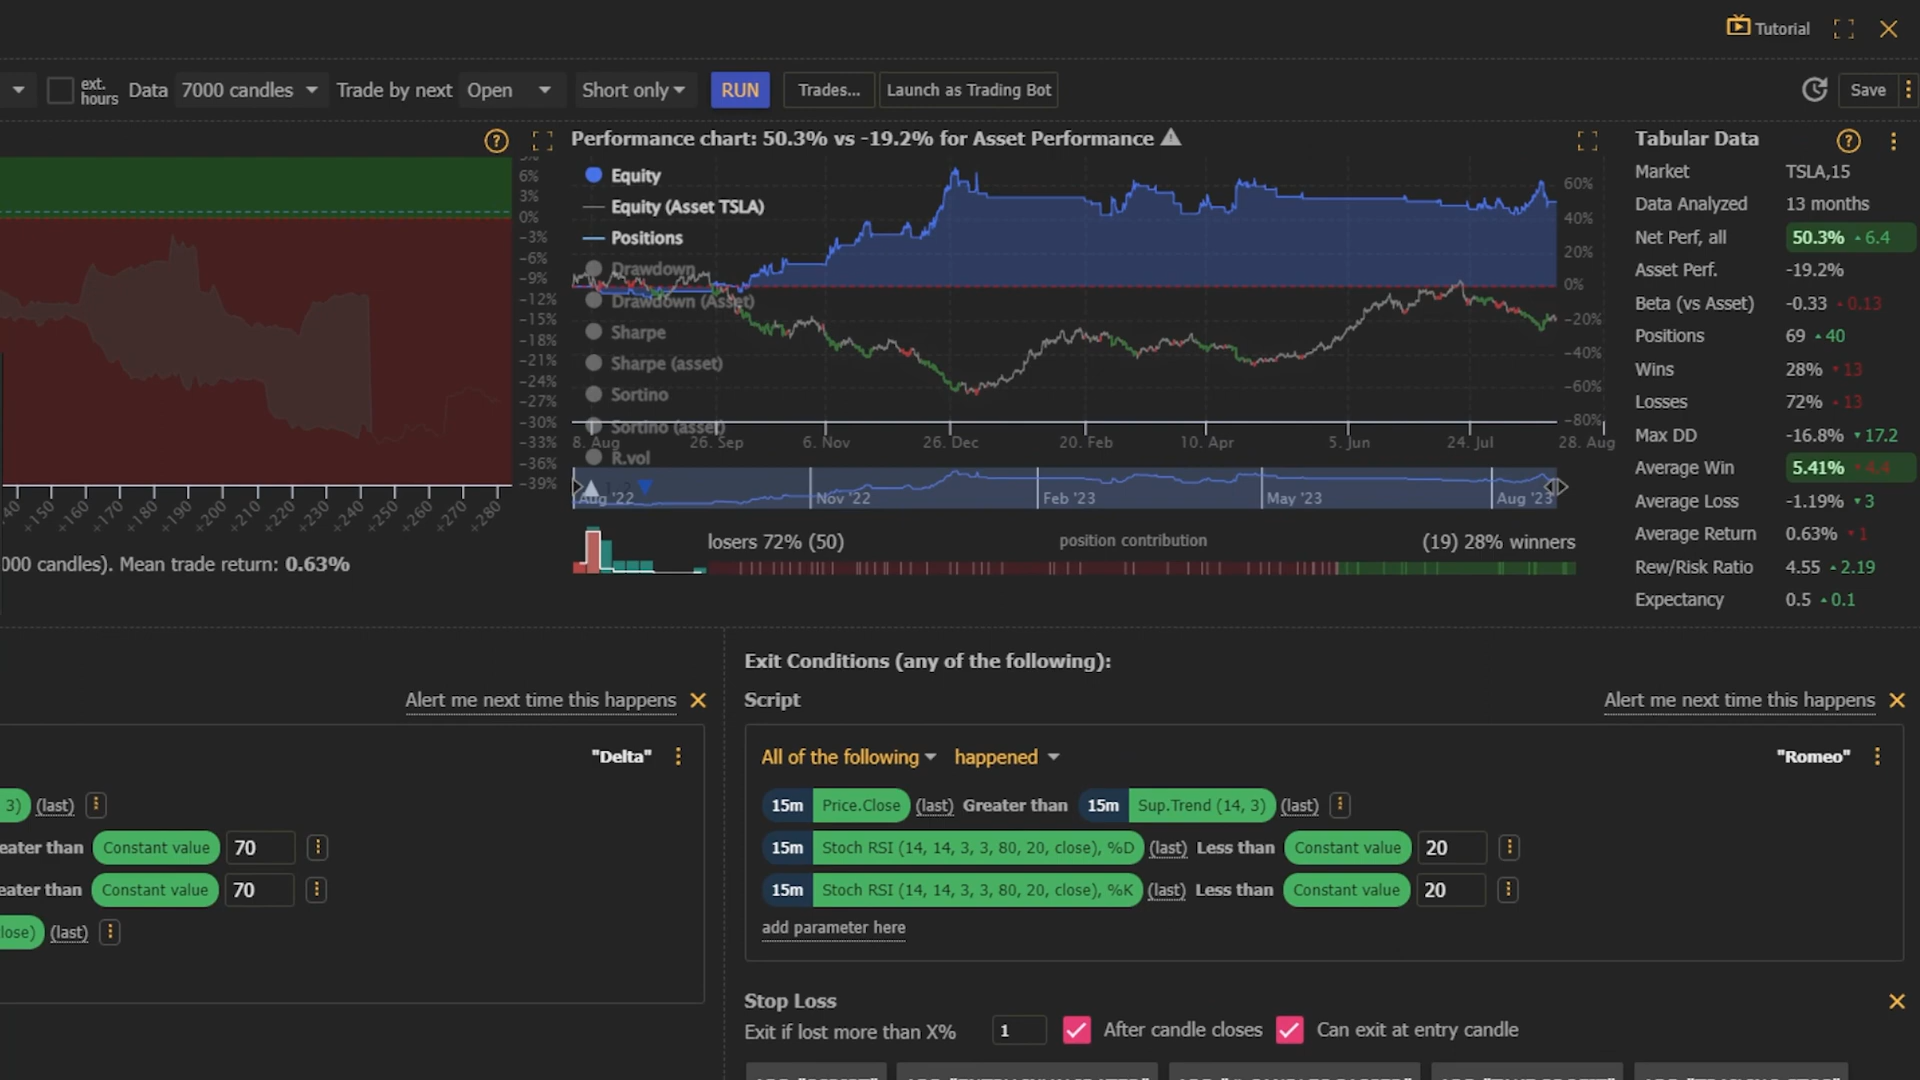 Tutorial
ext. hours Data 7000 candles Trade by next Open Short only RUN Trades... Launch as Trading Bot Save
Performance chart: 50.3% vs -19.2% for Asset Performance
Equity
Equity (Asset TSLA)
Positions
Drawdown
Drawdown (Asset)
Sharpe
Sharpe (asset)
Sortino
Sortino (asset)
R.vol
6%
3%
0%
-3%
-6%
-9%
-12%
-15%
-18%
-21%
-24%
-27%
-30%
-33%
-36%
-39%
+150 +160 +170 +180 +190 +200 +210 +220 +230 +240 +250 +260 +270 +280
000 candles). Mean trade return: 0.63%
60%
40%
20%
0%
-20%
-40%
-60%
-80%
8. Aug 26. Sep 6. Nov 26. Dec 20. Feb 10. Apr 5. Jun 24. Jul 28. Aug
Aug '22 Nov '22 Feb '23 May '23 Aug '23
losers 72% (50) position contribution (19) 28% winners
Tabular Data
Market TSLA,15
Data Analyzed 13 months
Net Perf, all 50.3% 6.4
Asset Perf. -19.2%
Beta (vs Asset) -0.33 0.13
Positions 69 40
Wins 28% 13
Losses 72% 13
Max DD -16.8% 17.2
Average Win 5.41% 4.4
Average Loss -1.19% 3
Average Return 0.63% 1
Rew/Risk Ratio 4.55 2.19
Expectancy 0.5 0.1
Alert me next time this happens
"Delta"
3) (last)
eater than Constant value 70
eater than Constant value 70
lose) (last)
Exit Conditions (any of the following):
Script Alert me next time this happens
All of the following happened "Romeo"
15m Price.Close (last) Greater than 15m Sup.Trend (14, 3) (last)
15m Stoch RSI (14, 14, 3, 3, 80, 20, close), %D (last) Less than Constant value 20
15m Stoch RSI (14, 14, 3, 3, 80, 20, close), %K (last) Less than Constant value 20
add parameter here
Stop Loss
Exit if lost more than X% 1 After candle closes Can exit at entry candle